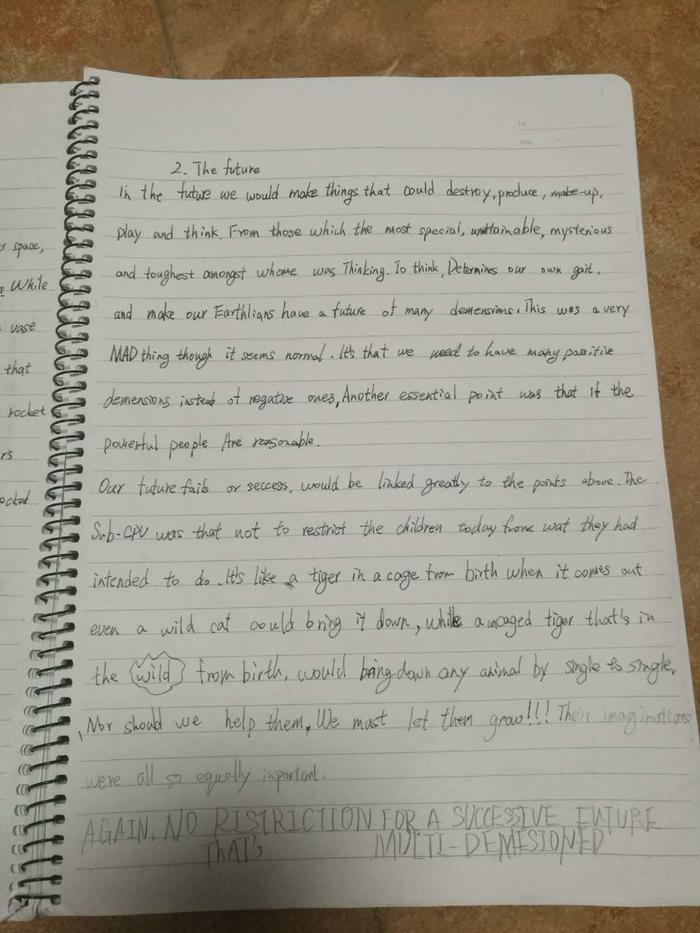 r space,
While
vase
that
rocket
rs
ocked
2. The future
In the future we would make things that could destroy, produce, make-up,
play and think. From those which the most special, unattainable, mysterious
and toughest amongst whome was Thinking. To think, Determines our own gait.
and make our Earthlians have a future of many demensions. This was a very
MAD thing though it seems normal. It's that we need to have many possitive
demensions instead of negative ones, Another essential point was that if the
powerful people Are reasonable.
Our future fails or seccess, would be linked greatly to the points above. The
Sub-CPU was that not to restrict the children today from wat they had
intended to do. It's like a tiger in a cage from birth when it comes out
even a wild cat could bring it down, while a uncaged tiger that's in
the wild from birth, would bring down any animal by single to single.
Nor should we help them, We must let them grow!!! Their imaginations
were all so equally inportant.
AGAIN, NO RISTRICTION FOR A SUCCESSIVE FUTURE
THAT's MULTI-DEMESIONED